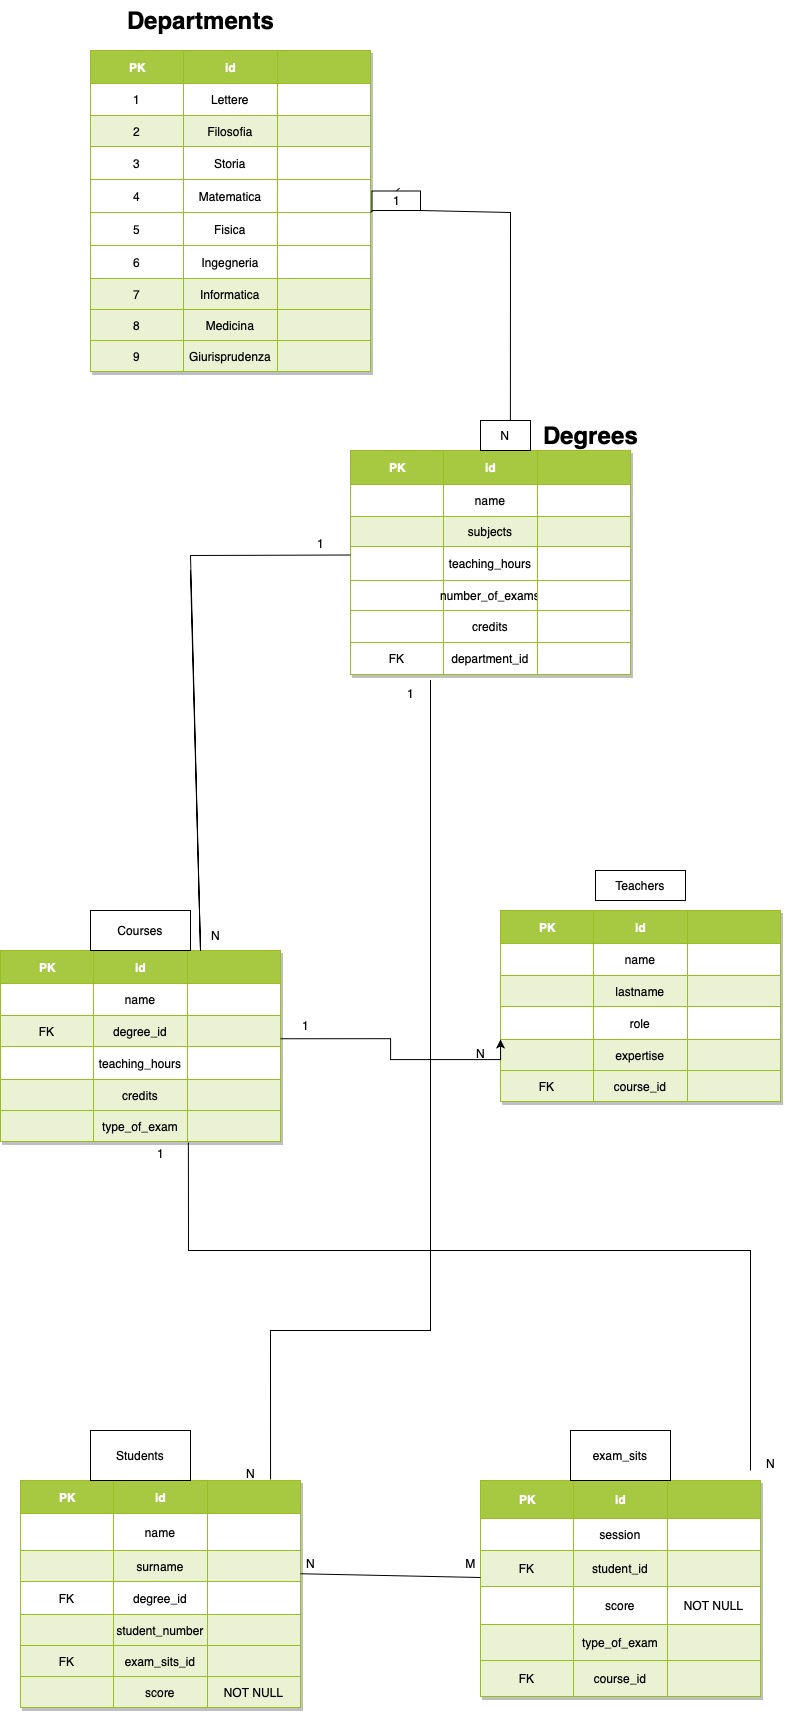 Departments
PK id
1 Lettere
2 Filosofia
3 Storia
4 Matematica
5 Fisica
6 Ingegneria
7 Informatica
8 Medicina
9 Giurisprudenza
1
N
Degrees
PK id
name
subjects
teaching_hours
number_of_exams
credits
FK department_id
1
1
Teachers
PK id
name
lastname
role
expertise
FK course_id
Courses
N
PK id
name
FK degree_id
teaching_hours
credits
type_of_exam
1
N
1
Students
N
PK id
name
surname
FK degree_id
student_number
FK exam_sits_id
score NOT NULL
N
M
exam_sits
N
PK id
session
FK student_id
score NOT NULL
type_of_exam
FK course_id